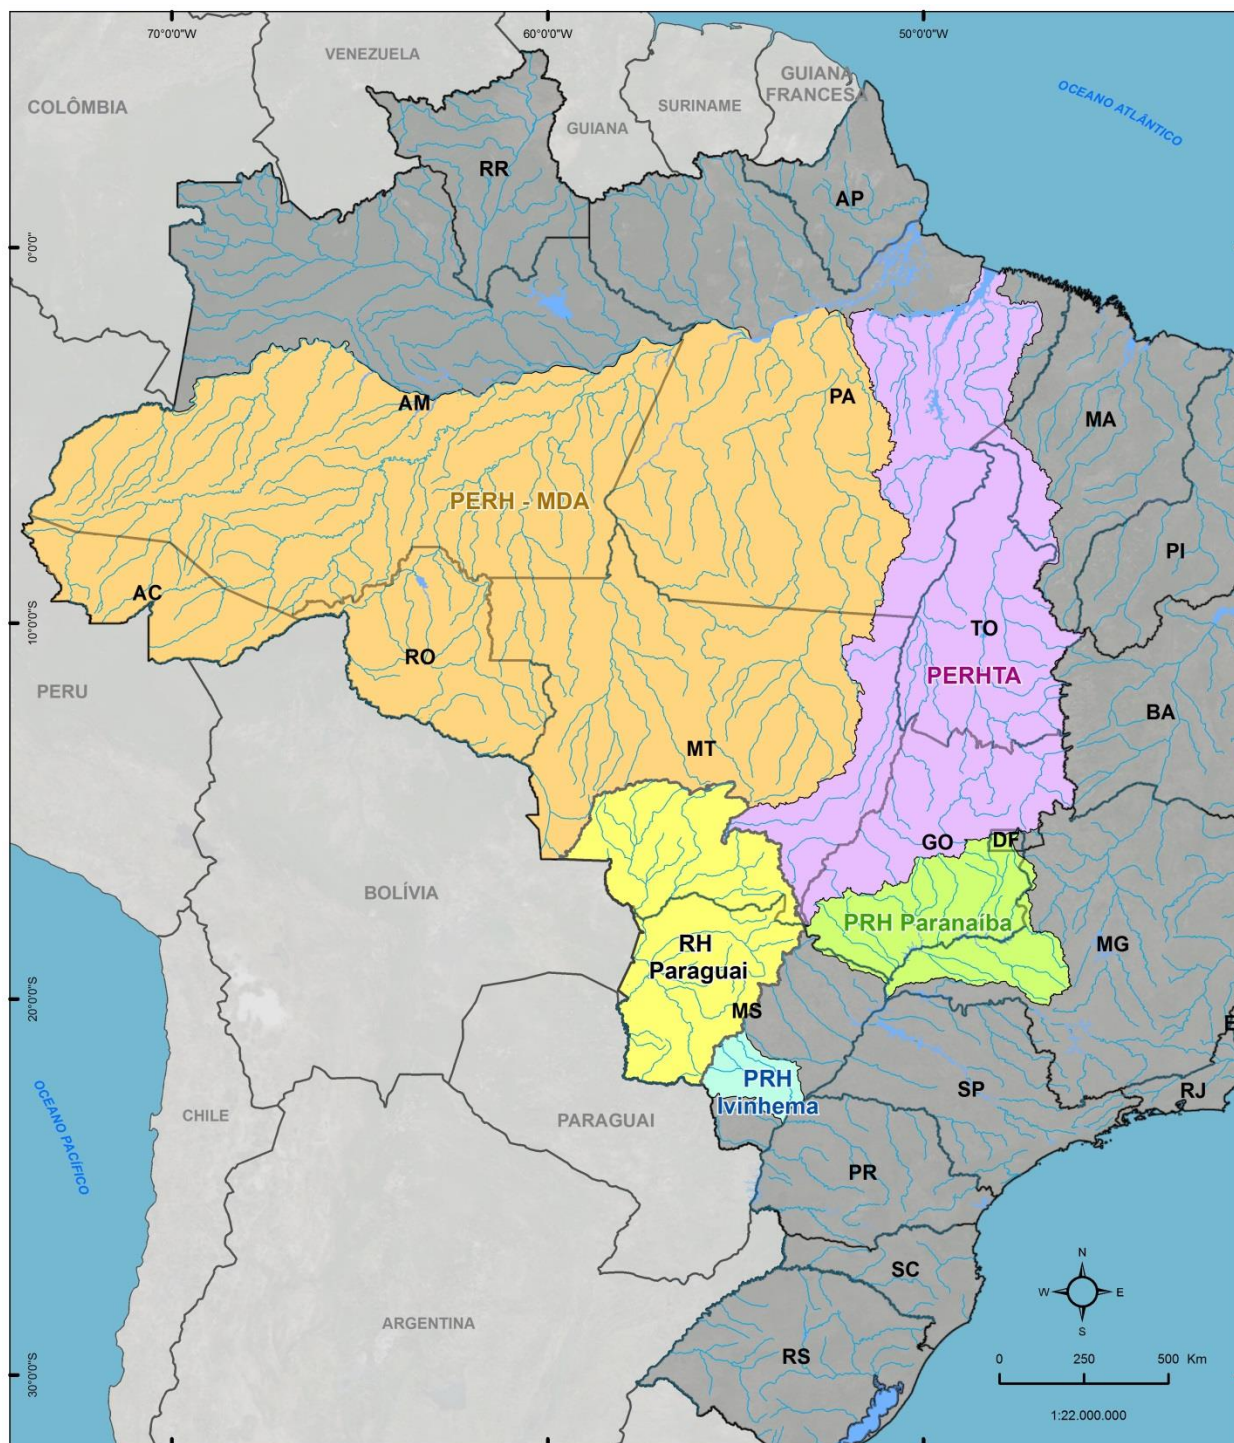 70°0'0"W
60°0'0"W
50°0'0"W
VENEZUELA
COLÔMBIA
GUIANA
SURINAME
GUIANA
FRANCESA
OCEANO ATLÂNTICO
RR
AP
0°0'0"
AM
PA
MA
PERH - MDA
PI
AC
10°0'0"S
RO
TO
PERHTA
PERU
BA
MT
GO
DF
BOLÍVIA
PRH Paranaíba
RH
Paraguai
MG
20°0'0"S
MS
E
PRH
Ivinhema
SP
RJ
OCEANO PACÍFICO
CHILE
PARAGUAI
PR
SC
N
W
E
S
ARGENTINA
RS
30°0'0"S
0
250
500 Km
1:22.000.000